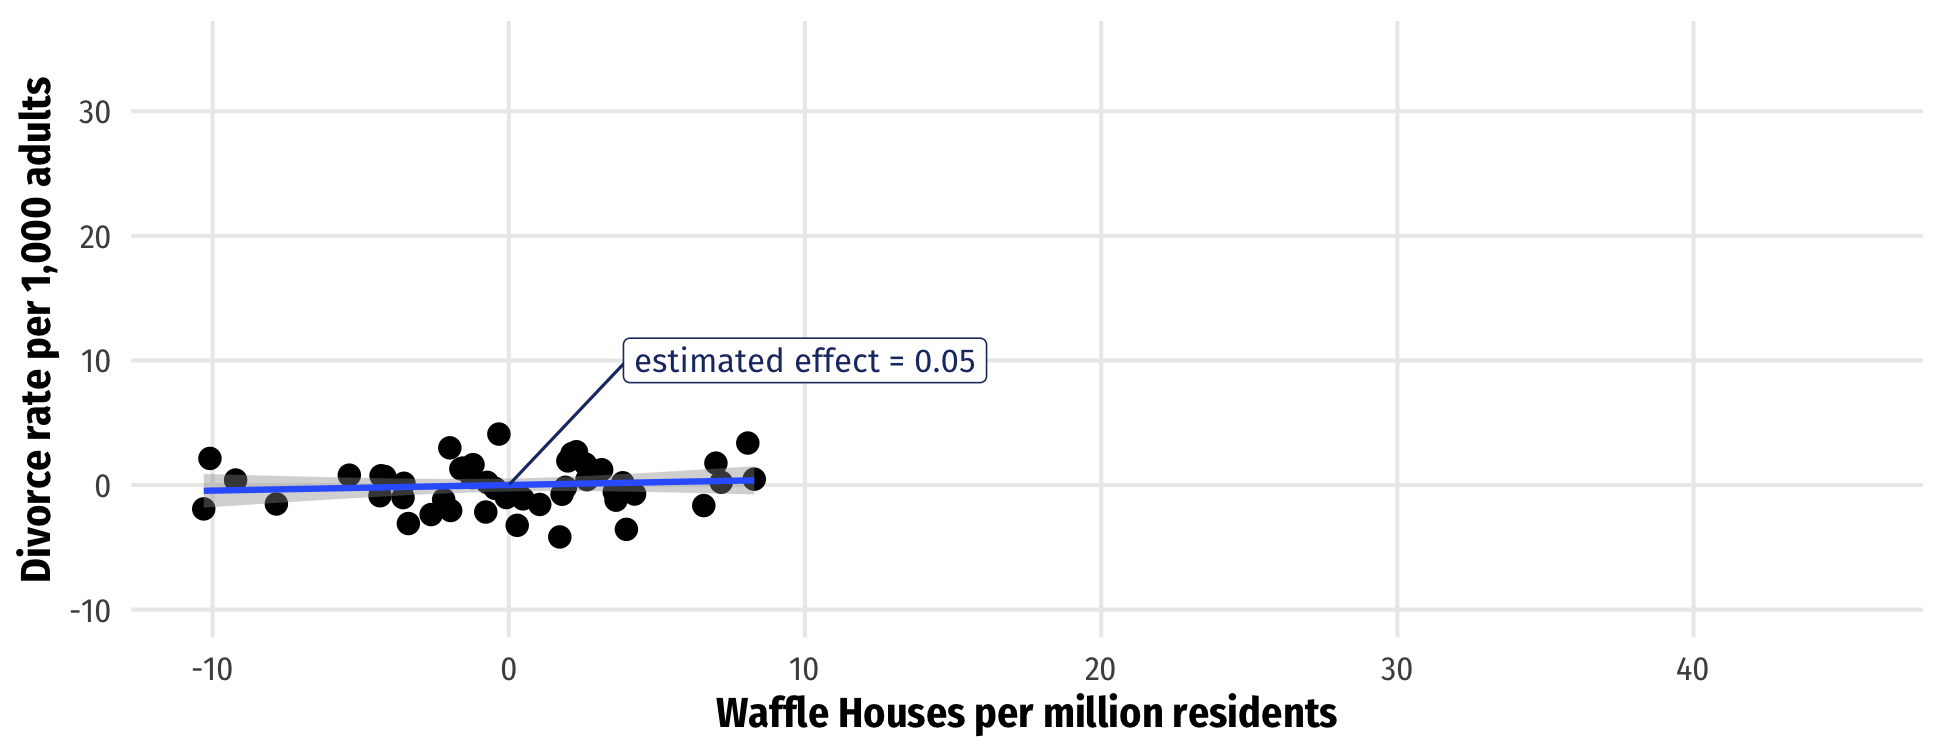 Divorce rate per 1,000 adults
30
20
10
0
-10
estimated effect = 0.05
-10 0 10 20 30 40
Waffle Houses per million residents